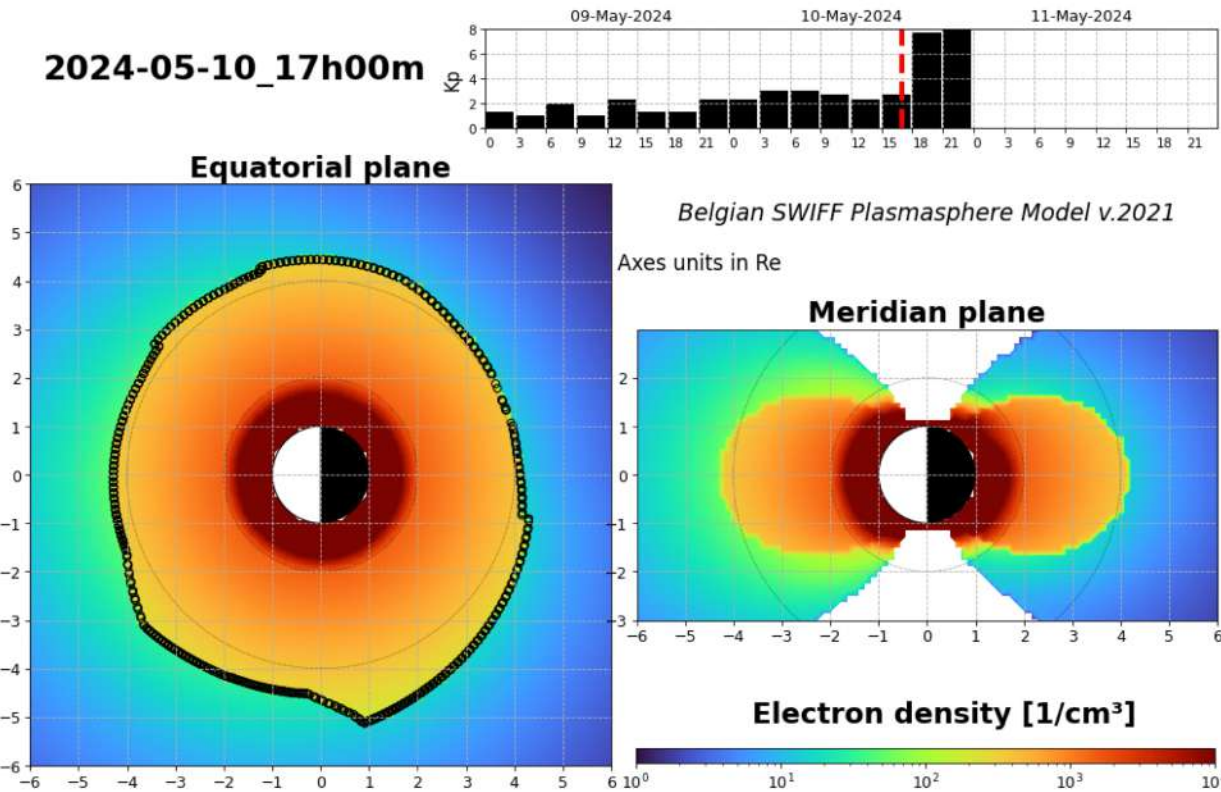 09-May-2024 10-May-2024 11-May-2024
2024-05-10_17h00m
Kp
8
6
4
2
0
0 3 6 9 12 15 18 21 0 3 6 9 12 15 18 21 0 3 6 9 12 15 18 21
Equatorial plane
6
5
4
3
2
1
0
−1
−2
−3
−4
−5
−6
−6 −5 −4 −3 −2 −1 0 1 2 3 4 5 6
Belgian SWIFF Plasmasphere Model v.2021
Axes units in Re
Meridian plane
2
1
0
−1
−2
−3
−6 −5 −4 −3 −2 −1 0 1 2 3 4 5 6
Electron density [1/cm³]
10⁰ 10¹ 10² 10³ 10